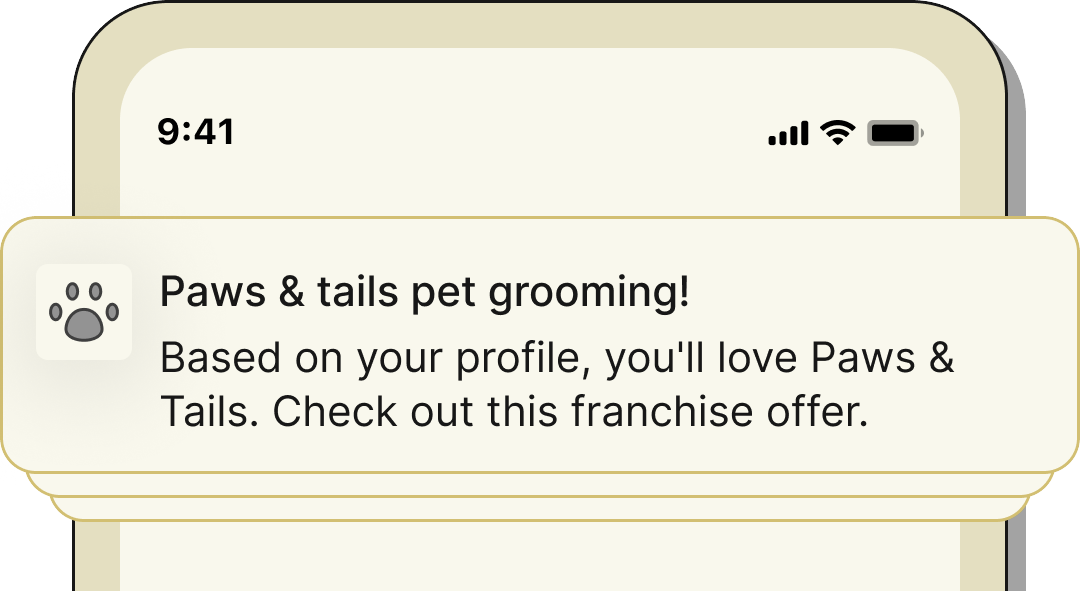 9:41
Paws & tails pet grooming!
Based on your profile, you'll love Paws &
Tails. Check out this franchise offer.